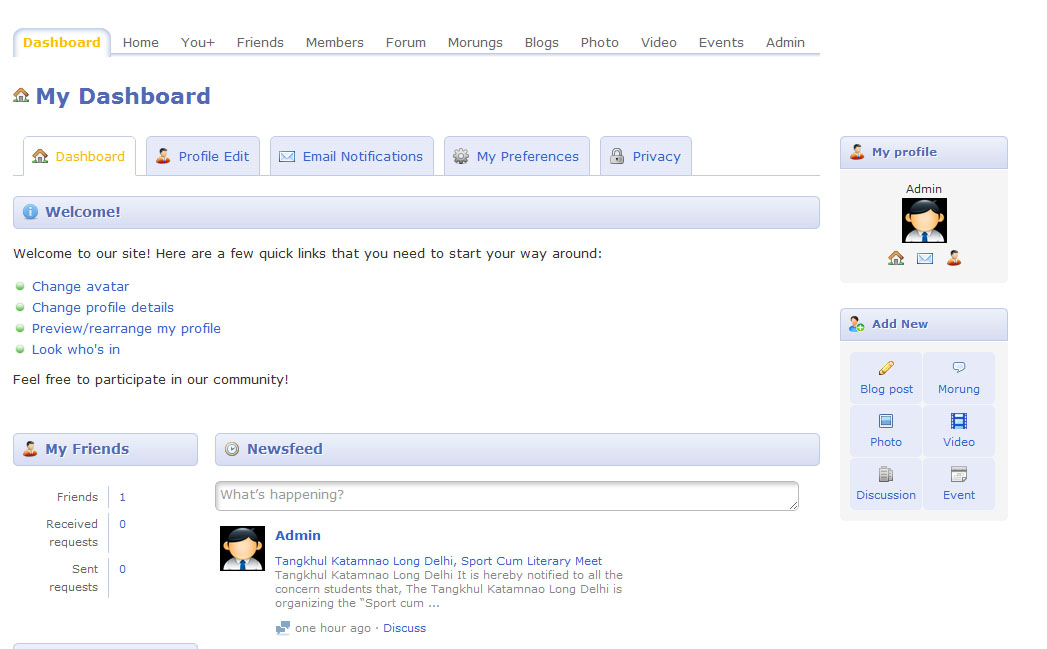 Dashboard Home You+ Friends Members Forum Morungs Blogs Photo Video Events Admin
My Dashboard
Dashboard Profile Edit Email Notifications My Preferences Privacy
Welcome!
Welcome to our site! Here are a few quick links that you need to start your way around:
Change avatar
Change profile details
Preview/rearrange my profile
Look who's in
Feel free to participate in our community!
My Friends
Friends 1
Received 0
requests
Sent 0
requests
Newsfeed
What's happening?
Admin
Tangkhul Katamnao Long Delhi, Sport Cum Literary Meet
Tangkhul Katamnao Long Delhi It is hereby notified to all the
concern students that, The Tangkhul Katamnao Long Delhi is
organizing the “Sport cum ...
one hour ago · Discuss
My profile
Admin
Add New
Blog post Morung
Photo Video
Discussion Event